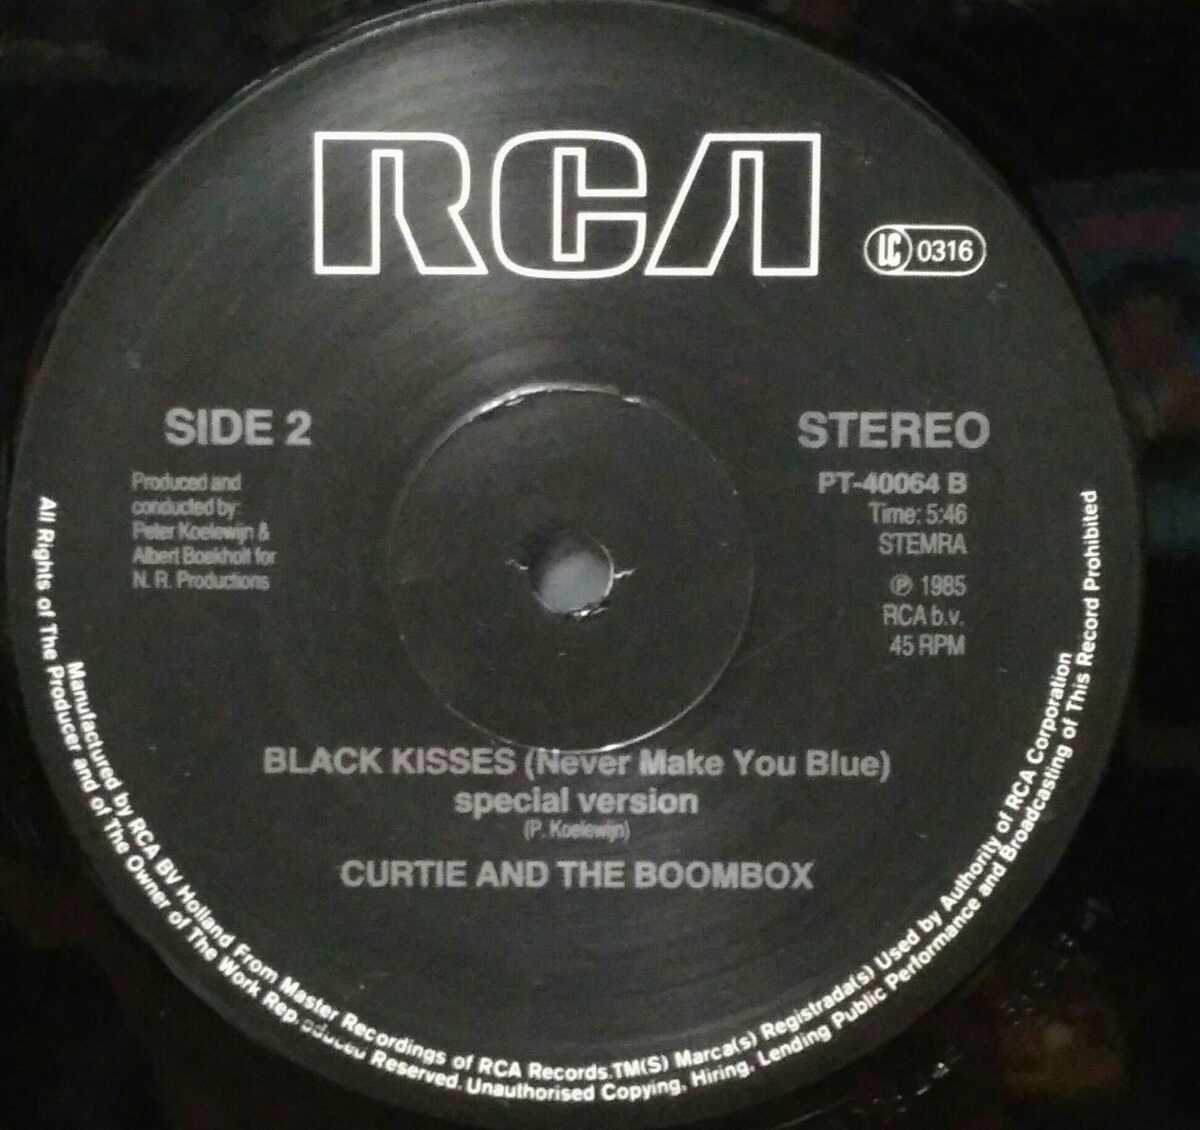 RCA
LC 0316
SIDE 2
STEREO
Produced and
conducted by:
Peter Koelewijn &
Albert Boekholt for
N. R. Productions
PT-40064 B
Time: 5:46
STEMRA
℗ 1985
RCA b.v.
45 RPM
BLACK KISSES (Never Make You Blue)
special version
(P. Koelewijn)
CURTIE AND THE BOOMBOX
Manufactured by RCA BV Holland From Master Recordings of RCA Records.TM(S) Marca(s) Registrada(s) Used by Authority of RCA Corporation
All Rights of The Producer and of The Owner of The Work Reproduced Reserved. Unauthorised Copying, Hiring, Lending Public Performance and Broadcasting of This Record Prohibited